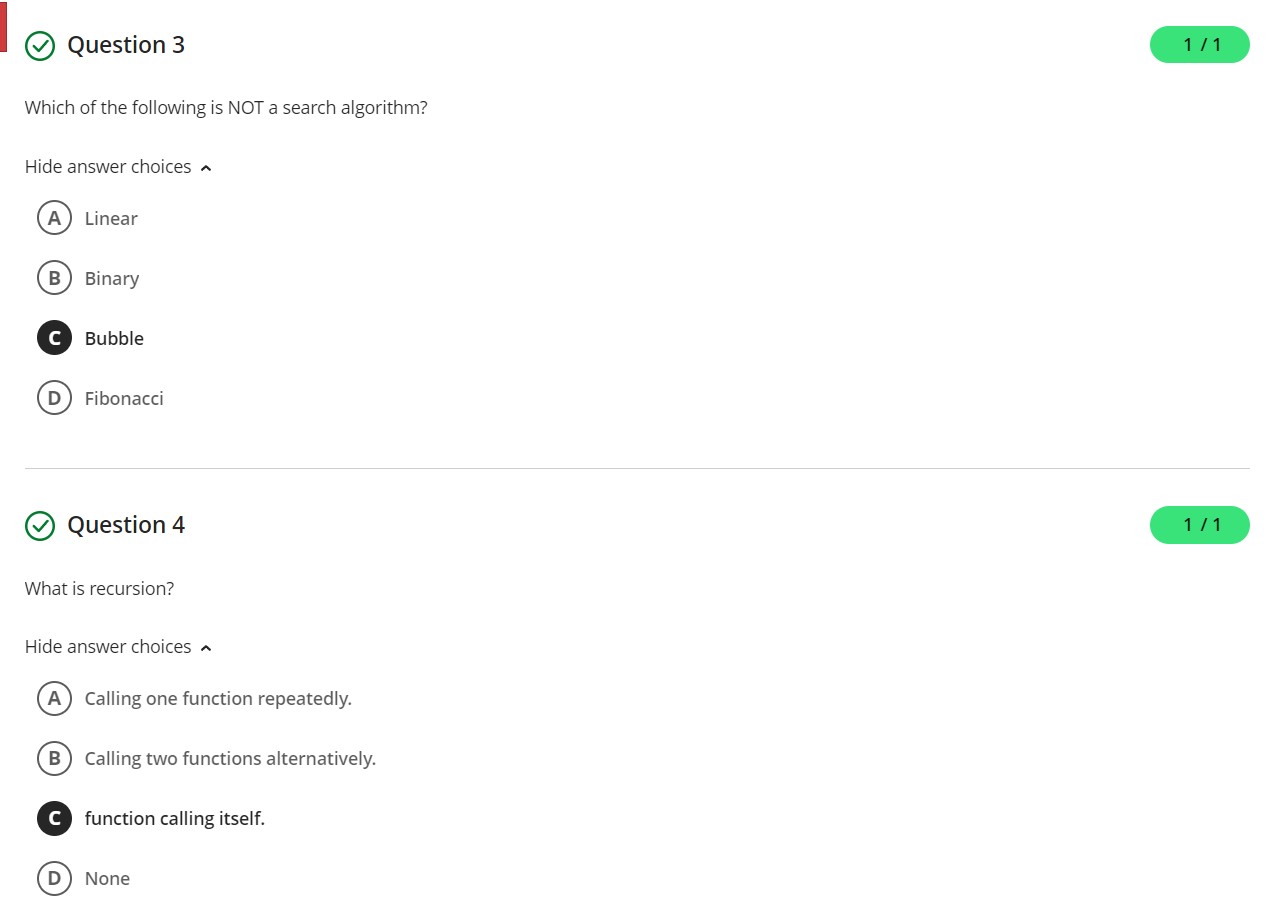 Question 3
1 / 1
Which of the following is NOT a search algorithm?
Hide answer choices
A Linear
B Binary
C Bubble
D Fibonacci
Question 4
1 / 1
What is recursion?
Hide answer choices
A Calling one function repeatedly.
B Calling two functions alternatively.
C function calling itself.
D None